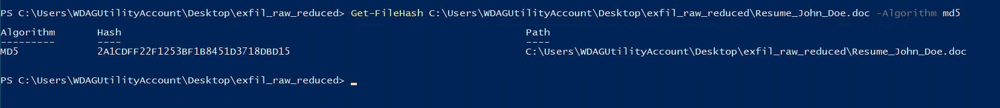 PS C:\Users\WDAGUtilityAccount\Desktop\exfil_raw_reduced> Get-FileHash C:\Users\WDAGUtilityAccount\Desktop\exfil_raw_reduced\Resume_John_Doe.doc -Algorithm md5
Algorithm Hash Path
--------- ---- ----
MD5 2A1CDFF22F1253BF1B8451D3718DBD15 C:\Users\WDAGUtilityAccount\Desktop\exfil_raw_reduced\Resume_John_Doe.doc
PS C:\Users\WDAGUtilityAccount\Desktop\exfil_raw_reduced>